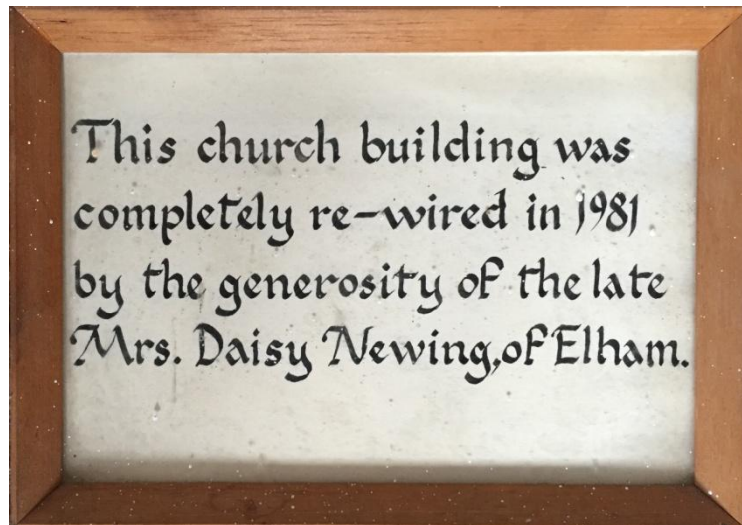 This church building was
completely re-wired in 1981
by the generosity of the late
Mrs. Daisy Newing, of Elham.